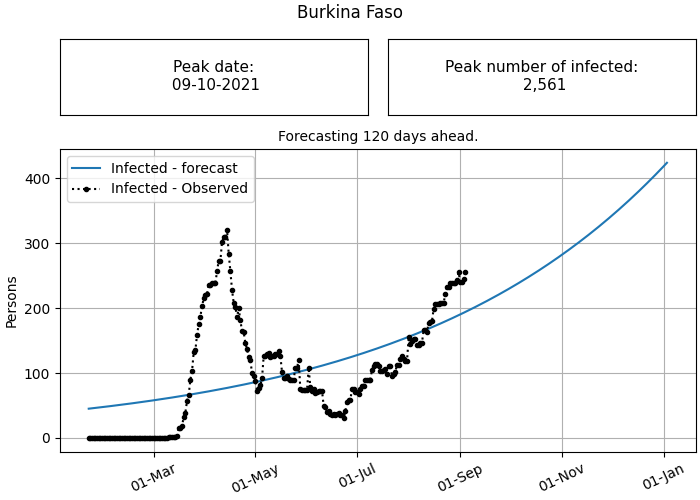 Burkina Faso
Peak date:
09-10-2021
Peak number of infected:
2,561
Forecasting 120 days ahead.
Infected - forecast
Infected - Observed
Persons
400
300
200
100
0
01-Mar
01-May
01-Jul
01-Sep
01-Nov
01-Jan